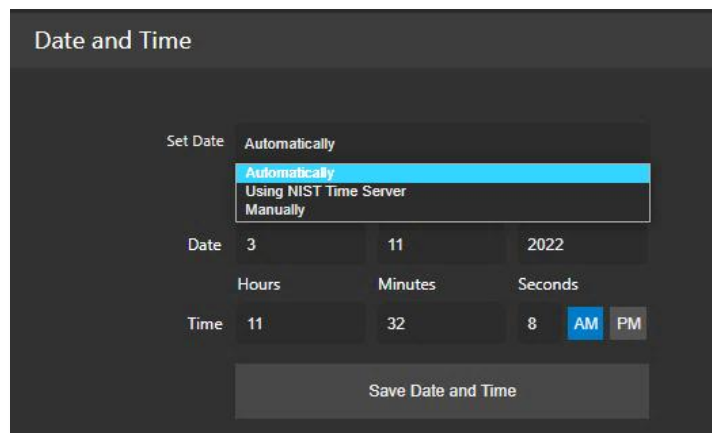 Date and Time
Set Date Automatically
Automatically
Using NIST Time Server
Manually
Date 3 11 2022
Hours Minutes Seconds
Time 11 32 8 AM PM
Save Date and Time